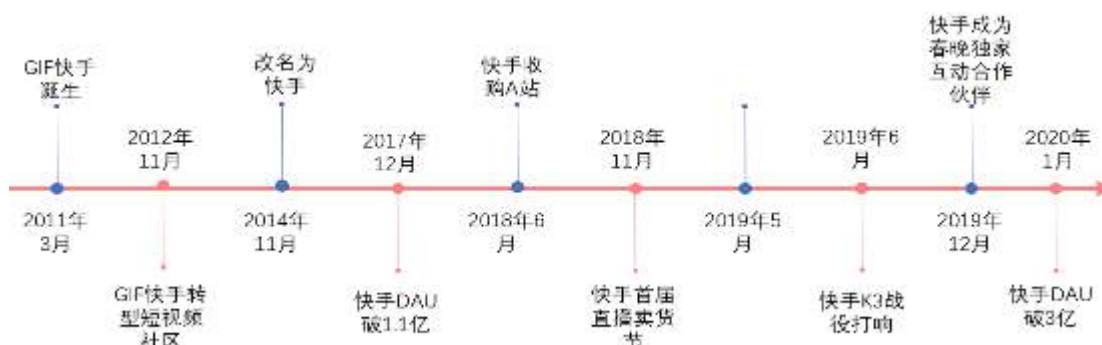 GIF快手
诞生
改名为
快手
快手收
购A站
快手成为
春晚独家
互动合作
伙伴
2012年
11月
2017年
12月
2018年
11月
2019年6
月
2020年
1月
2011年
3月
2014年
11月
2018年6
月
2019年5
月
2019年
12月
GIF快手转
型短视频
社区
快手DAU
破1.1亿
快手首届
直播卖货
节
快手K3战
役打响
快手DAU
破3亿